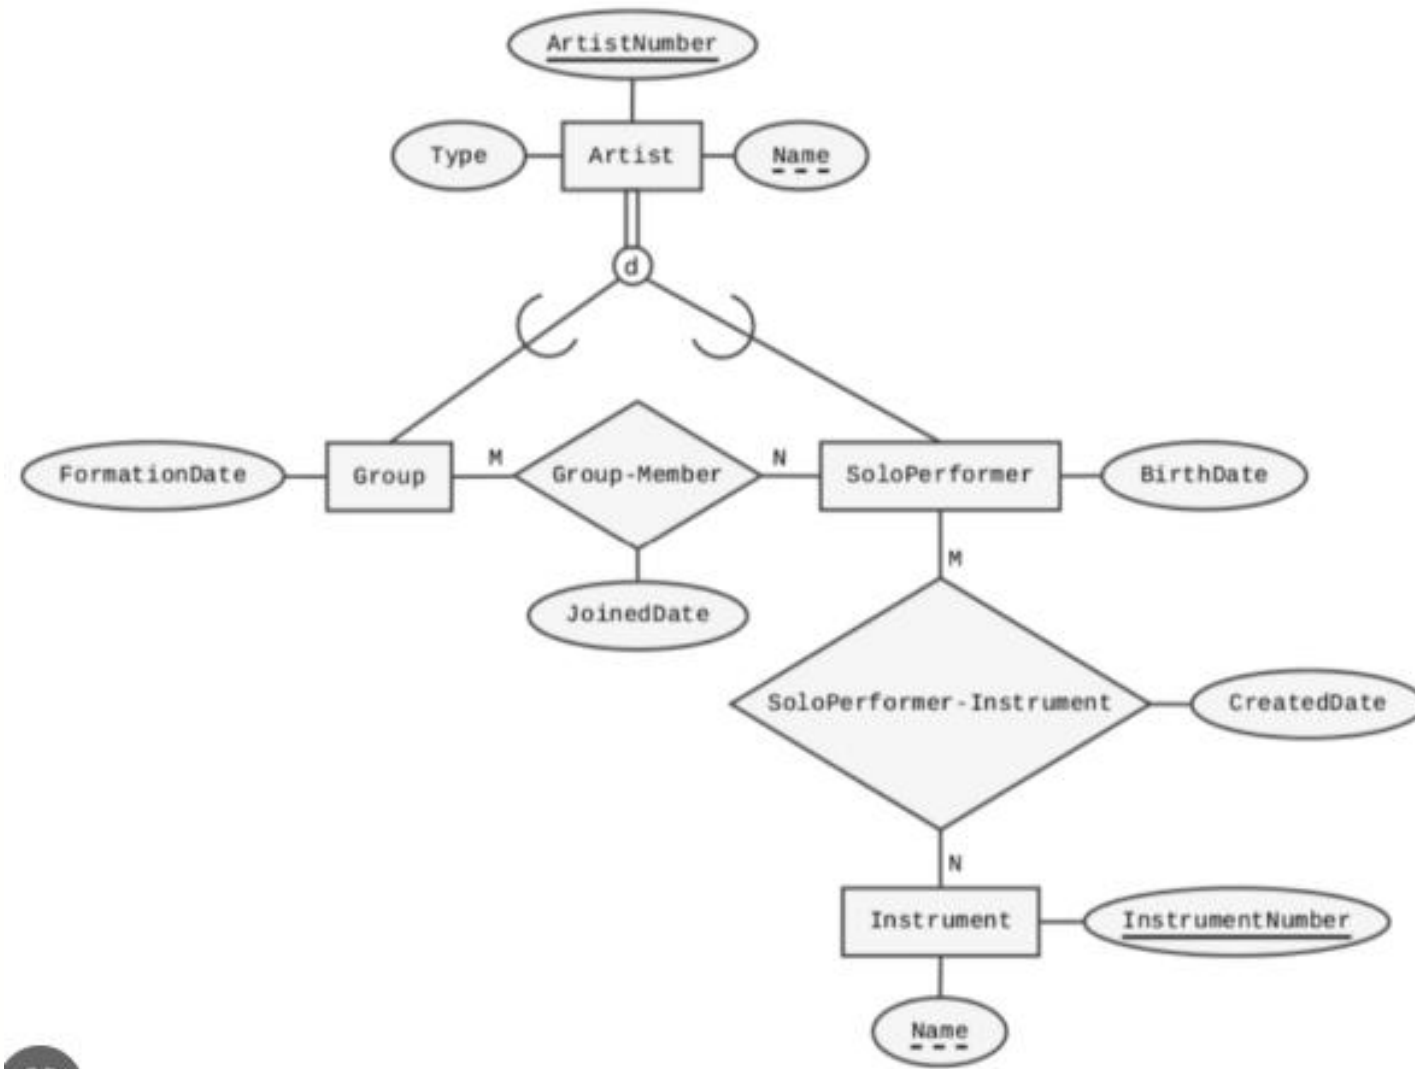 ArtistNumber
Type
Artist
Name
d
FormationDate
Group
M
Group-Member
N
SoloPerformer
BirthDate
JoinedDate
M
SoloPerformer-Instrument
CreatedDate
N
Instrument
InstrumentNumber
Name